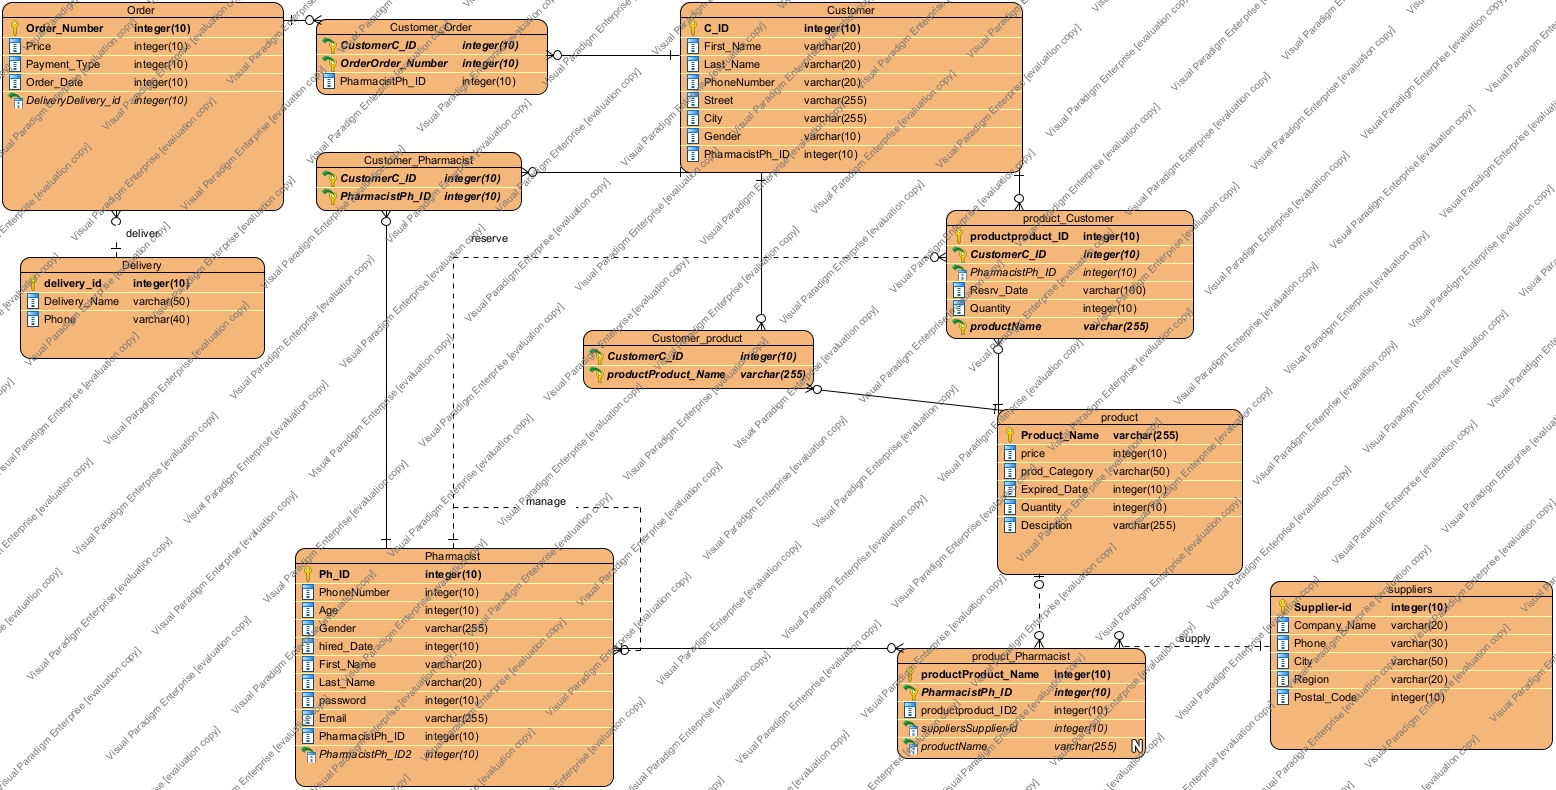 Order
Order_Number integer(10)
Price integer(10)
Payment_Type integer(10)
Order_Date integer(10)
DeliveryDelivery_id integer(10)
Customer_Order
CustomerC_ID integer(10)
OrderOrder_Number integer(10)
PharmacistPh_ID integer(10)
Customer
C_ID integer(10)
First_Name varchar(20)
Last_Name varchar(20)
PhoneNumber varchar(20)
Street varchar(255)
City varchar(255)
Gender varchar(10)
PharmacistPh_ID integer(10)
Customer_Pharmacist
CustomerC_ID integer(10)
PharmacistPh_ID integer(10)
deliver
reserve
Delivery
delivery_id integer(10)
Delivery_Name varchar(50)
Phone varchar(40)
product_Customer
productproduct_ID integer(10)
CustomerC_ID integer(10)
PharmacistPh_ID integer(10)
Resrv_Date varchar(100)
Quantity integer(10)
productName varchar(255)
Customer_product
CustomerC_ID integer(10)
productProduct_Name varchar(255)
product
Product_Name varchar(255)
price integer(10)
prod_Category varchar(50)
Expired_Date integer(10)
Quantity integer(10)
Desciption varchar(255)
manage
Pharmacist
Ph_ID integer(10)
PhoneNumber integer(10)
Age integer(10)
Gender varchar(255)
hired_Date integer(10)
First_Name varchar(20)
Last_Name varchar(20)
password integer(10)
Email varchar(255)
PharmacistPh_ID integer(10)
PharmacistPh_ID2 integer(10)
supply
product_Pharmacist
productProduct_Name integer(10)
PharmacistPh_ID integer(10)
productproduct_ID2 integer(10)
suppliersSupplier-id integer(10)
productName varchar(255) N
suppliers
Supplier-id integer(10)
Company_Name varchar(20)
Phone varchar(30)
City varchar(50)
Region varchar(20)
Postal_Code integer(10)
Visual Paradigm Enterprise [evaluation copy]